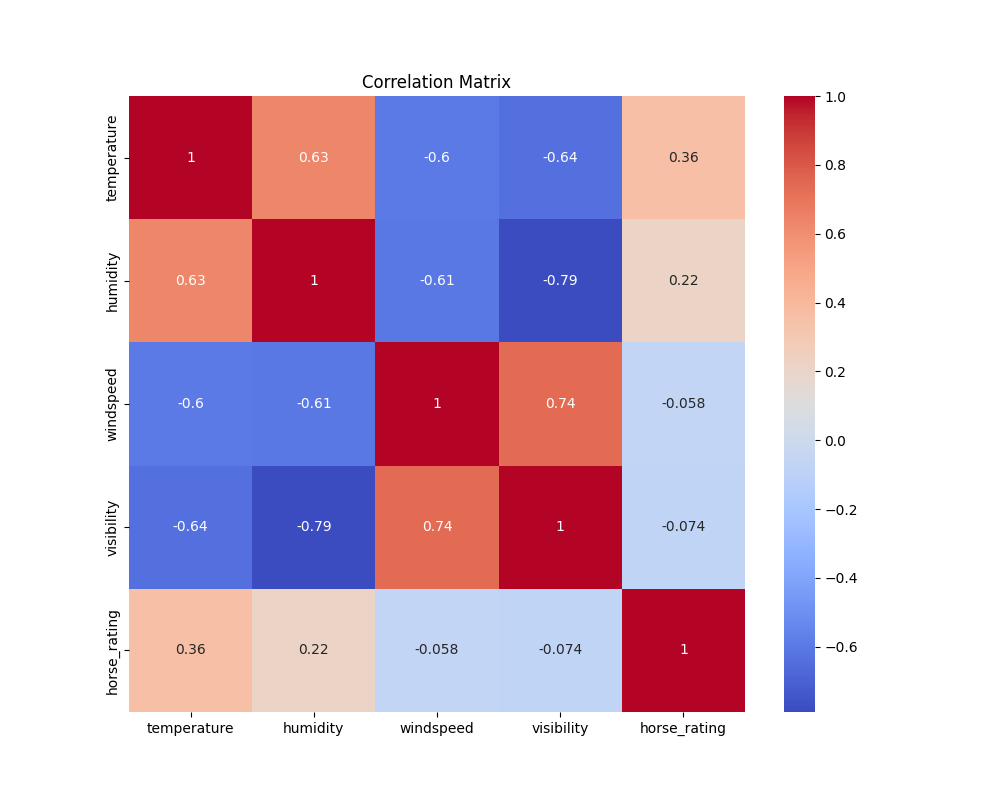 Correlation Matrix
temperature 1 0.63 -0.6 -0.64 0.36
humidity 0.63 1 -0.61 -0.79 0.22
windspeed -0.6 -0.61 1 0.74 -0.058
visibility -0.64 -0.79 0.74 1 -0.074
horse_rating 0.36 0.22 -0.058 -0.074 1
temperature humidity windspeed visibility horse_rating
1.0
0.8
0.6
0.4
0.2
0.0
−0.2
−0.4
−0.6